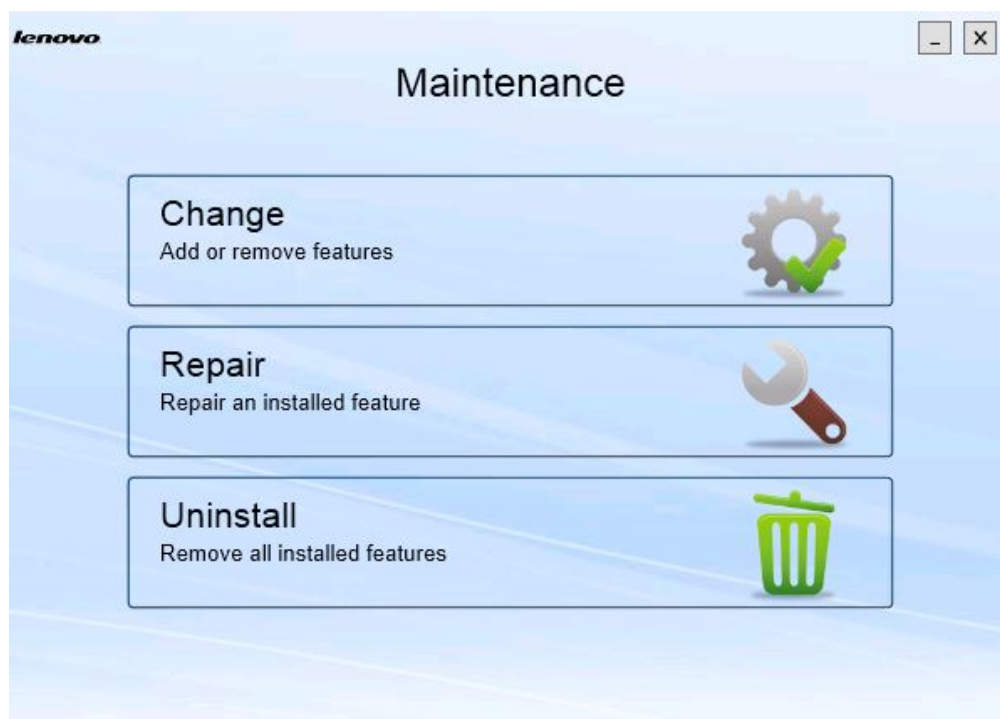 lenovo
Maintenance
Change
Add or remove features
Repair
Repair an installed feature
Uninstall
Remove all installed features